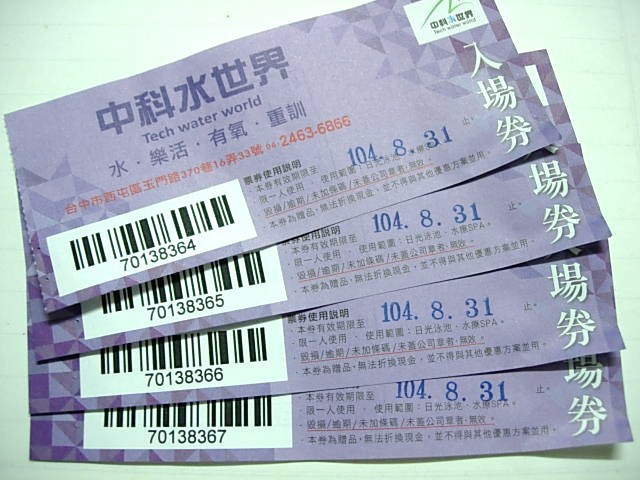 中科水世界
Tech water world
入場券
中科水世界
Tech water world
水．樂活．有氧．重訓
台中市西屯區玉門路370巷16弄33號 04-2463-6866
票券使用說明
．本券有效期限至 104.8.31 止。
．限一人使用 ．使用範圍：日光泳池、水療
．毀損/逾期/未加條碼/未蓋公司章者，無效。
．本券為贈品，無法折換現金，並不得與其他優惠方案並用。
70138364
入場券
票券使用說明
．本券有效期限至 104.8.31 止。
．限一人使用 ．使用範圍：日光泳池、水療SPA。
．毀損/逾期/未加條碼/未蓋公司章者，無效。
．本券為贈品，無法折換現金，並不得與其他優惠方案並用。
70138365
場券
票券使用說明
．本券有效期限至 104.8.31 止。
．限一人使用 ．使用範圍：日光泳池、水療SPA。
．毀損/逾期/未加條碼/未蓋公司章者，無效。
．本券為贈品，無法折換現金，並不得與其他優惠方案並用。
70138366
場券
．本券有效期限至 104.8.31 止。
．限一人使用 ．使用範圍：日光泳池、水療SPA。
．毀損/逾期/未加條碼/未蓋公司章者，無效。
．本券為贈品，無法折換現金，並不得與其他優惠方案並用。
70138367